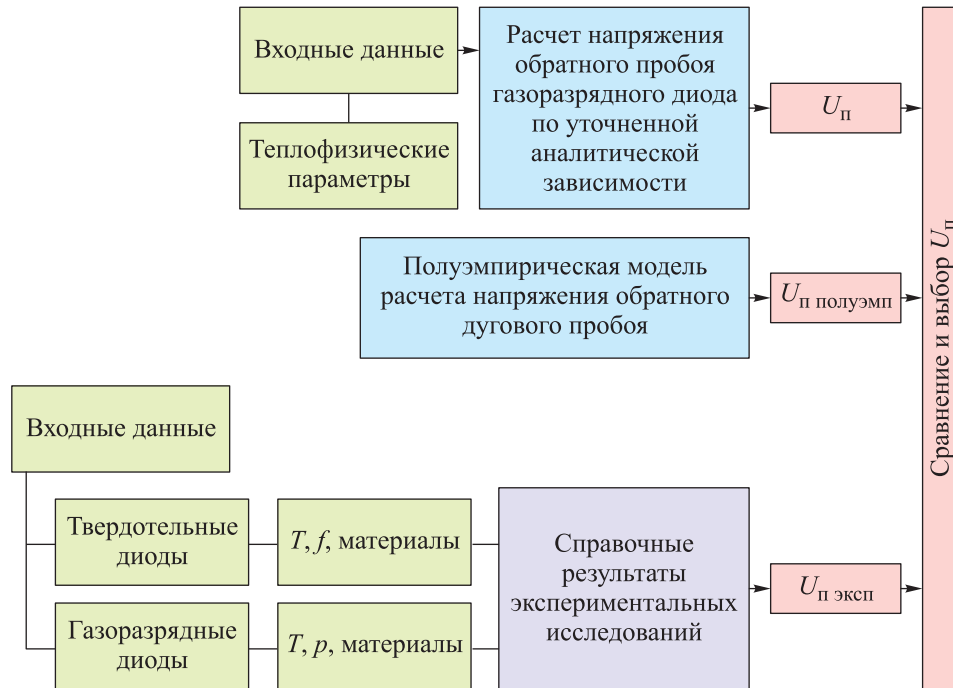 Входные данные
Теплофизические
параметры
Расчет напряжения
обратного пробоя
газоразрядного диода
по уточненной
аналитической
зависимости
Uп
Полуэмпирическая модель
расчета напряжения обратного
дугового пробоя
Uп полуэмп
Входные данные
Твердотельные
диоды
T, f, материалы
Газоразрядные
диоды
T, p, материалы
Справочные
результаты
экспериментальных
исследований
Uп эксп
Сравнение и выбор Uп